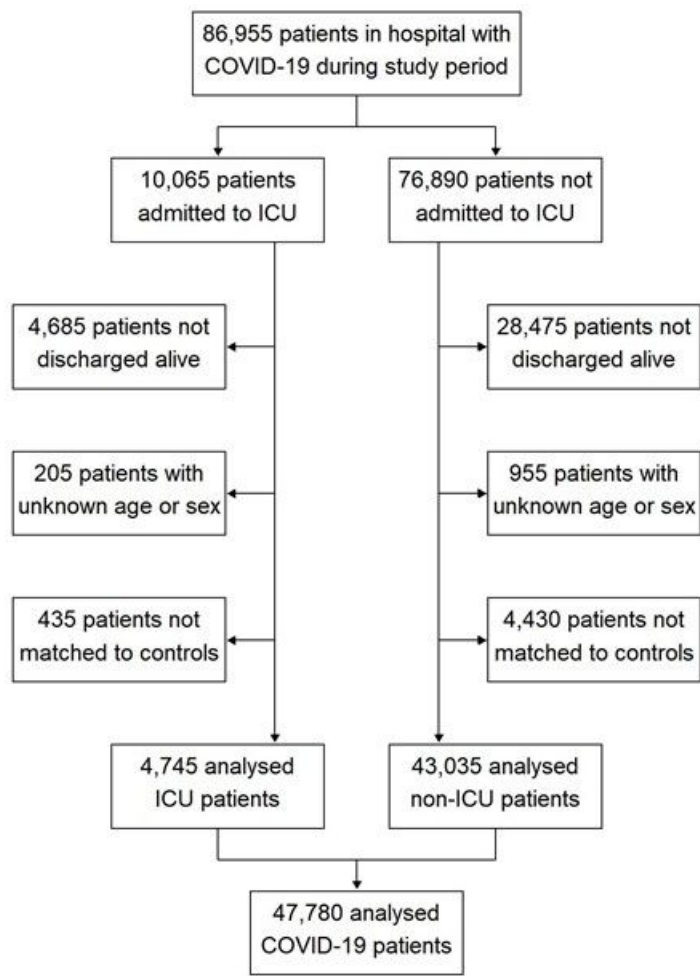 86,955 patients in hospital with
COVID-19 during study period
10,065 patients
admitted to ICU
76,890 patients not
admitted to ICU
4,685 patients not
discharged alive
28,475 patients not
discharged alive
205 patients with
unknown age or sex
955 patients with
unknown age or sex
435 patients not
matched to controls
4,430 patients not
matched to controls
4,745 analysed
ICU patients
43,035 analysed
non-ICU patients
47,780 analysed
COVID-19 patients